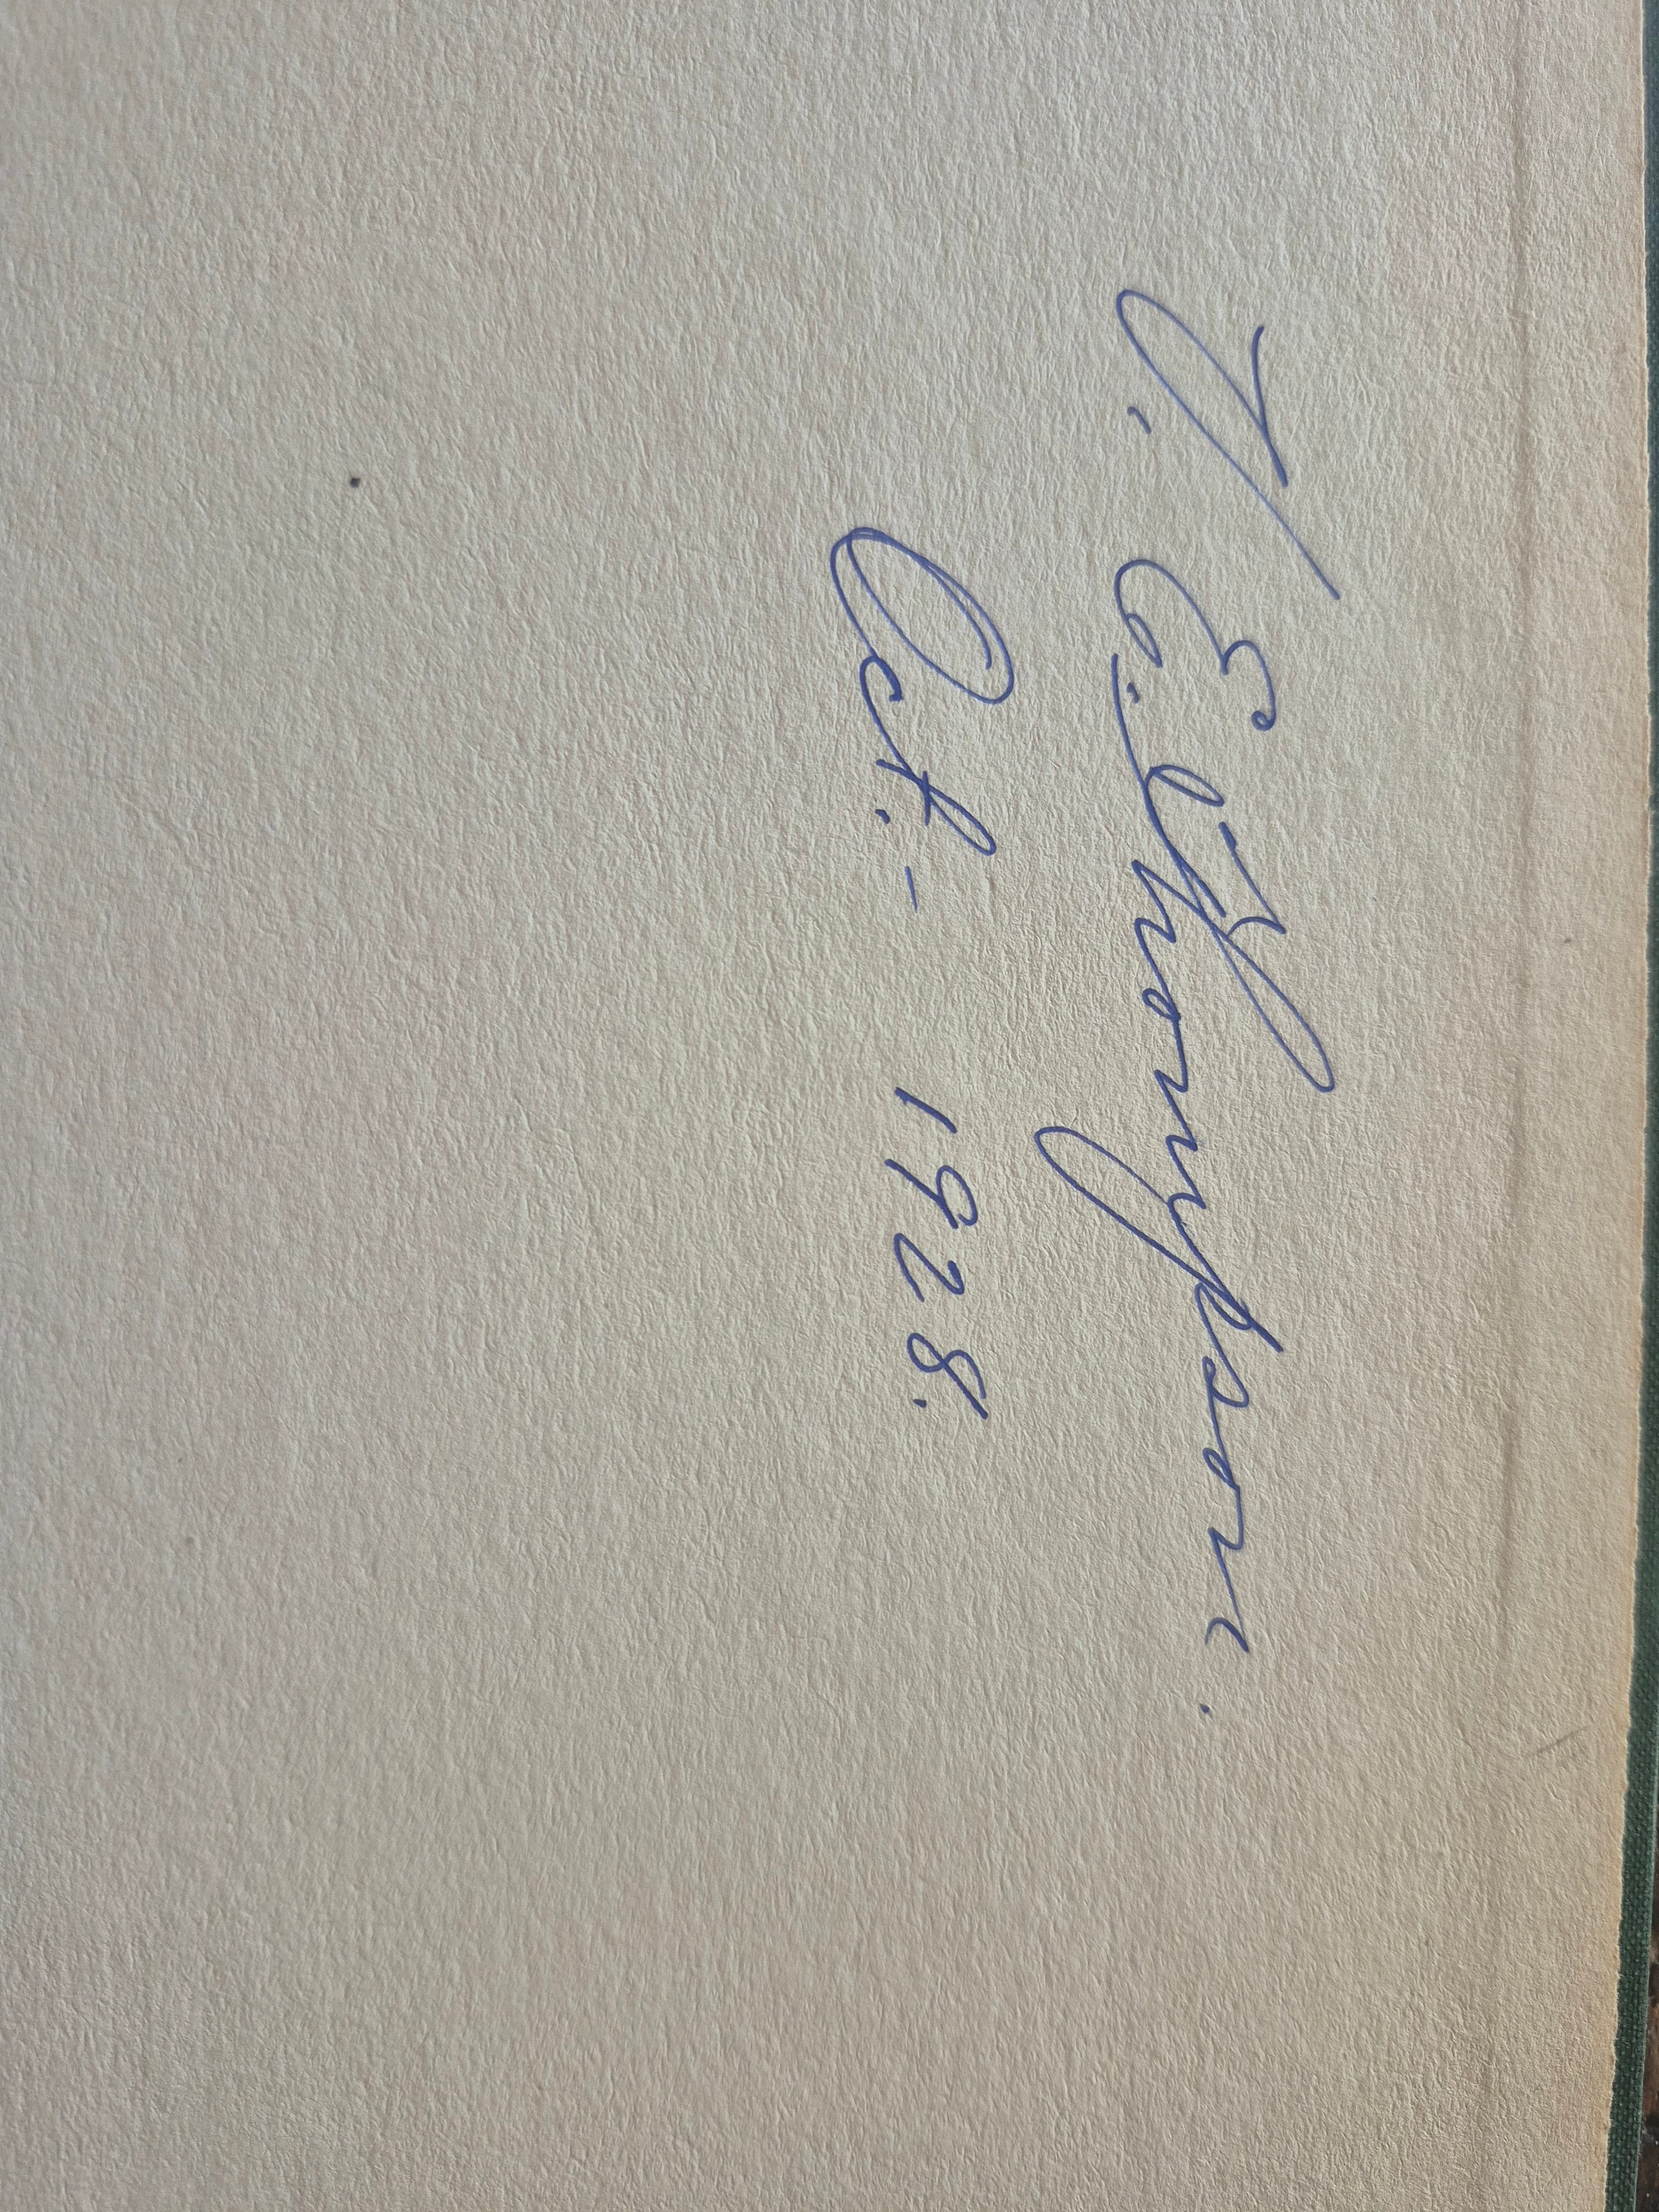 J. E. Thompson.
Oct. - 1928.